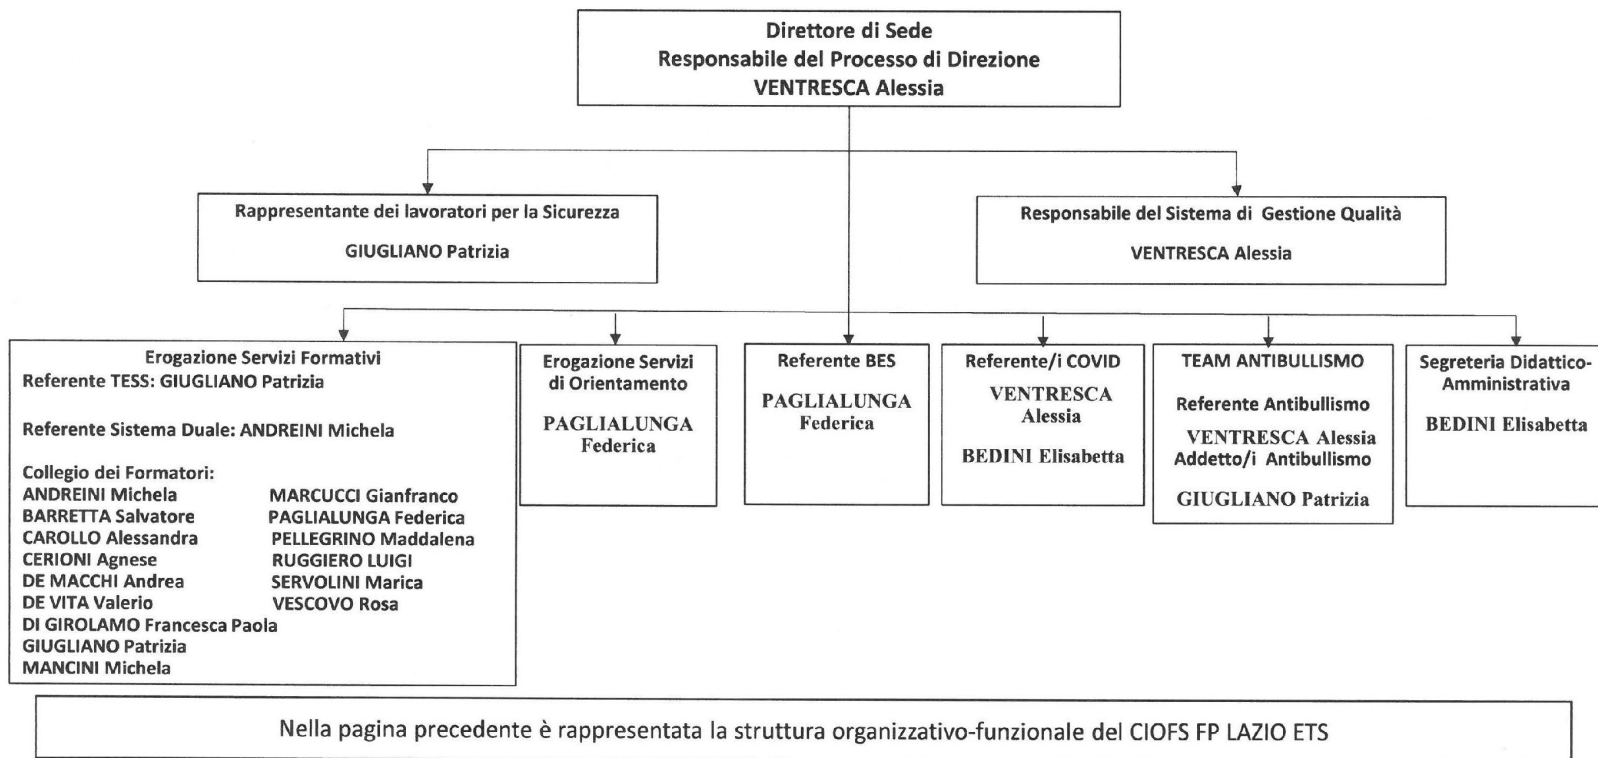 Direttore di Sede
Responsabile del Processo di Direzione
VENTRESCA Alessia
Rappresentante dei lavoratori per la Sicurezza
GIUGLIANO Patrizia
Responsabile del Sistema di Gestione Qualità
VENTRESCA Alessia
Erogazione Servizi Formativi
Referente TESS: GIUGLIANO Patrizia
Referente Sistema Duale: ANDREINI Michela
Collegio dei Formatori:
ANDREINI Michela
BARRETTA Salvatore
CAROLLO Alessandra
CERIONI Agnese
DE MACCHI Andrea
DE VITA Valerio
DI GIROLAMO Francesca Paola
GIUGLIANO Patrizia
MANCINI Michela
MARCUCCI Gianfranco
PAGLIALUNGA Federica
PELLEGRINO Maddalena
RUGGIERO LUIGI
SERVOLINI Marica
VESCOVO Rosa
Erogazione Servizi
di Orientamento
PAGLIALUNGA
Federica
Referente BES
PAGLIALUNGA
Federica
Referente/i COVID
VENTRESCA
Alessia
BEDINI Elisabetta
TEAM ANTIBULLISMO
Referente Antibullismo
VENTRESCA Alessia
Addetto/i Antibullismo
GIUGLIANO Patrizia
Segreteria Didattico-
Amministrativa
BEDINI Elisabetta
Nella pagina precedente è rappresentata la struttura organizzativo-funzionale del CIOFS FP LAZIO ETS